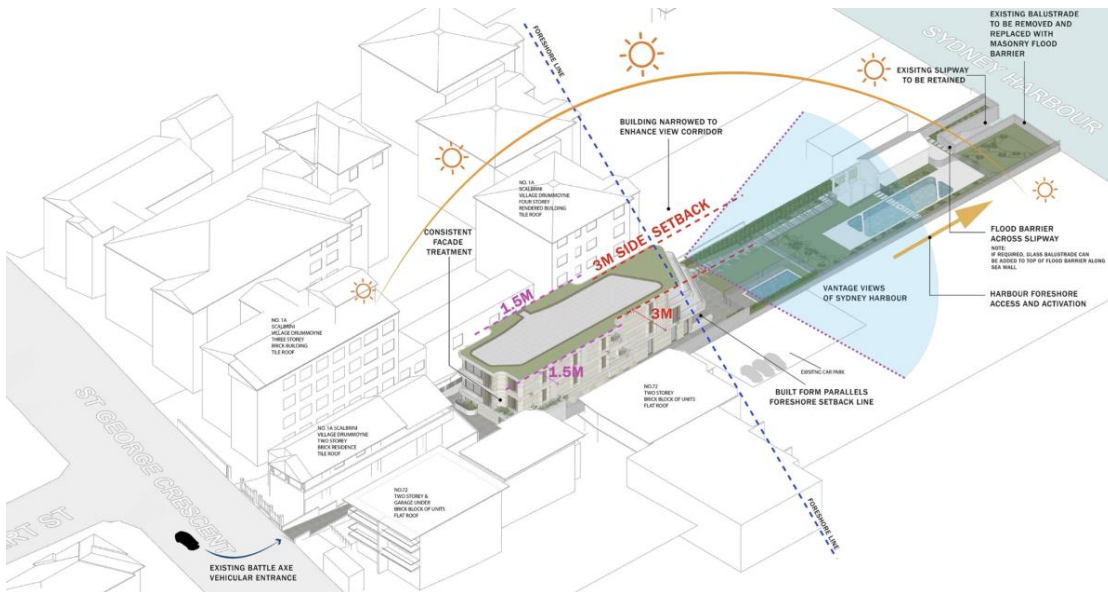 EXISTING BALUSTRADE
TO BE REMOVED AND
REPLACED WITH
MASONRY FLOOD
BARRIER
SYDNEY HARBOUR
EXISITNG SLIPWAY
TO BE RETAINED
FORESHORE LINE
BUILDING NARROWED TO
ENHANCE VIEW CORRIDOR
NO. 1A
SCALBRINI
VILLAGE DRUMMOYNE
FOUR STOREY
RENDERED BUILDING
TILE ROOF
CONSISTENT
FACADE
TREATMENT
3M SIDE SETBACK
1.5M
3M
1.5M
FLOOD BARRIER
ACROSS SLIPWAY
NOTE:
IF REQUIRED, GLASS BALUSTRADE CAN
BE ADDED TO TOP OF FLOOD BARRIER ALONG
SEA WALL
VANTAGE VIEWS
OF SYDNEY HARBOUR
HARBOUR FORESHORE
ACCESS AND ACTIVATION
NO. 1A
SCALBRINI
VILLAGE DRUMMOYNE
THREE STOREY
BRICK BUILDING
TILE ROOF
EXISITNG CAR PARK
NO.72
TWO STOREY
BRICK BLOCK OF UNITS
FLAT ROOF
BUILT FORM PARALLELS
FORESHORE SETBACK LINE
NO. 1A SCALBRINI
VILLAGE DRUMMOYNE
TWO STOREY
BRICK RESIDENCE
TILE ROOF
ST GEORGE CRESCENT
NO.72
TWO STOREY &
GARAGE UNDER
BRICK BLOCK OF UNITS
FLAT ROOF
FORESHORE LINE
EXISTING BATTLE AXE
VEHICULAR ENTRANCE